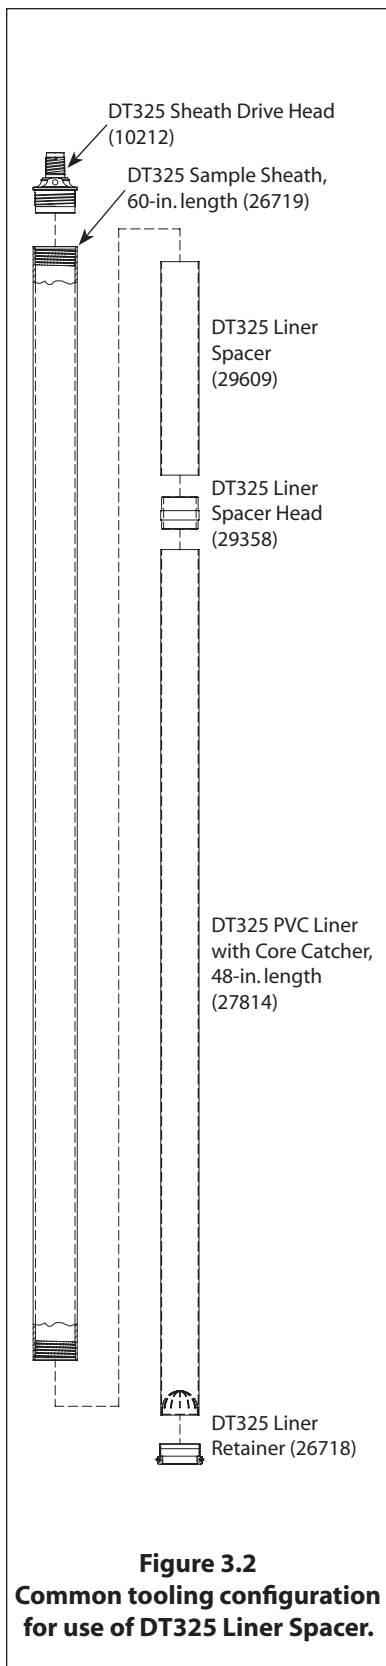 DT325 Sheath Drive Head
(10212)
DT325 Sample Sheath,
60-in. length (26719)
DT325 Liner
Spacer
(29609)
DT325 Liner
Spacer Head
(29358)
DT325 PVC Liner
with Core Catcher,
48-in. length
(27814)
DT325 Liner
Retainer (26718)
Figure 3.2
Common tooling configuration
for use of DT325 Liner Spacer.